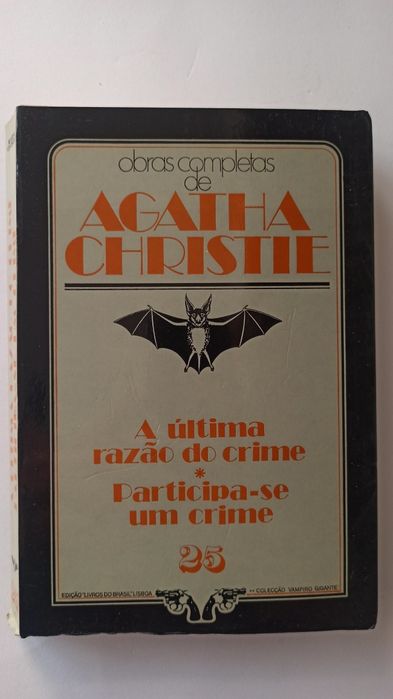 obras completas
de
AGATHA
CHRISTIE
A última
razão do crime
*
Participa-se
um crime
25
EDIÇÃO "LIVROS DO BRASIL" LISBOA
COLECÇÃO "VAMPIRO GIGANTE"